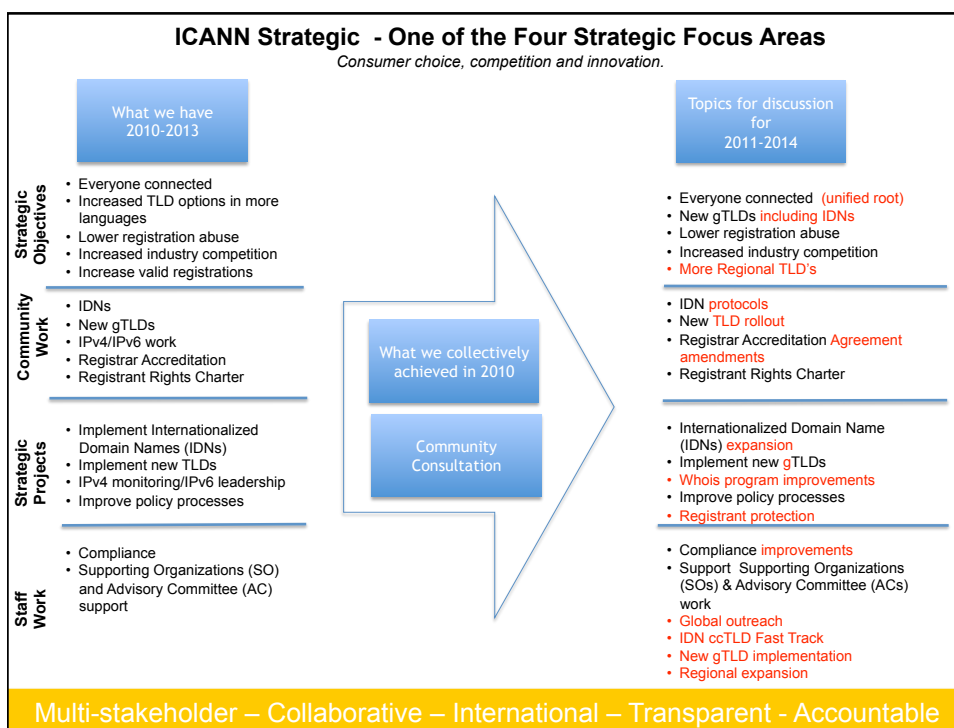 ICANN Strategic  - One of the Four Strategic Focus Areas
Consumer choice, competition and innovation.
What we have
2010-2013
Topics for discussion
for
2011-2014
Strategic
Objectives
• Everyone connected
• Increased TLD options in more
languages
• Lower registration abuse
• Increased industry competition
• Increase valid registrations
• Everyone connected  (unified root)
• New gTLDs including IDNs
• Lower registration abuse
• Increased industry competition
• More Regional TLD's
Community
Work
• IDNs
• New gTLDs
• IPv4/IPv6 work
• Registrar Accreditation
• Registrant Rights Charter
What we collectively
achieved in 2010
Community
Consultation
• IDN protocols
• New TLD rollout
• Registrar Accreditation Agreement
amendments
• Registrant Rights Charter
Strategic
Projects
• Implement Internationalized
Domain Names (IDNs)
• Implement new TLDs
• IPv4 monitoring/IPv6 leadership
• Improve policy processes
• Internationalized Domain Name
(IDNs) expansion
• Implement new gTLDs
• Whois program improvements
• Improve policy processes
• Registrant protection
Staff
Work
• Compliance
• Supporting Organizations (SO)
and Advisory Committee (AC)
support
• Compliance improvements
• Support  Supporting Organizations
(SOs) & Advisory Committee (ACs)
work
• Global outreach
• IDN ccTLD Fast Track
• New gTLD implementation
• Regional expansion
Multi-stakeholder – Collaborative – International – Transparent - Accountable